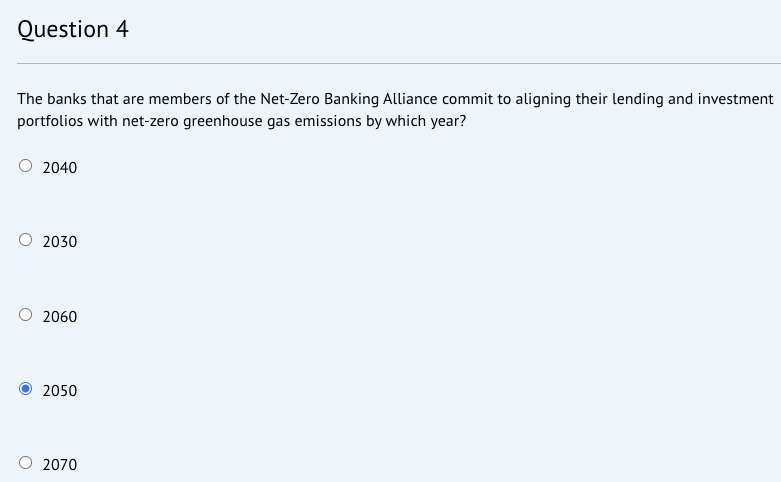 Question 4
The banks that are members of the Net-Zero Banking Alliance commit to aligning their lending and investment
portfolios with net-zero greenhouse gas emissions by which year?
2040
2030
2060
2050
2070